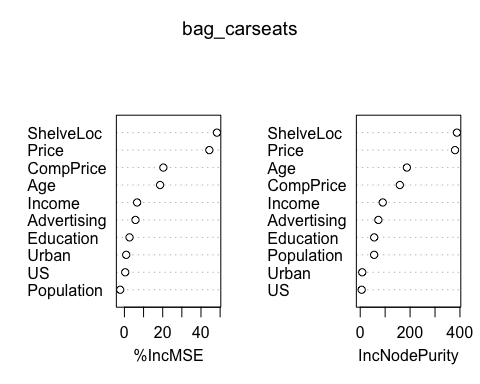 bag_carseats
ShelveLoc
Price
CompPrice
Age
Income
Advertising
Education
Urban
US
Population
0 20 40
%IncMSE
ShelveLoc
Price
Age
CompPrice
Income
Advertising
Education
Population
Urban
US
0 200 400
IncNodePurity